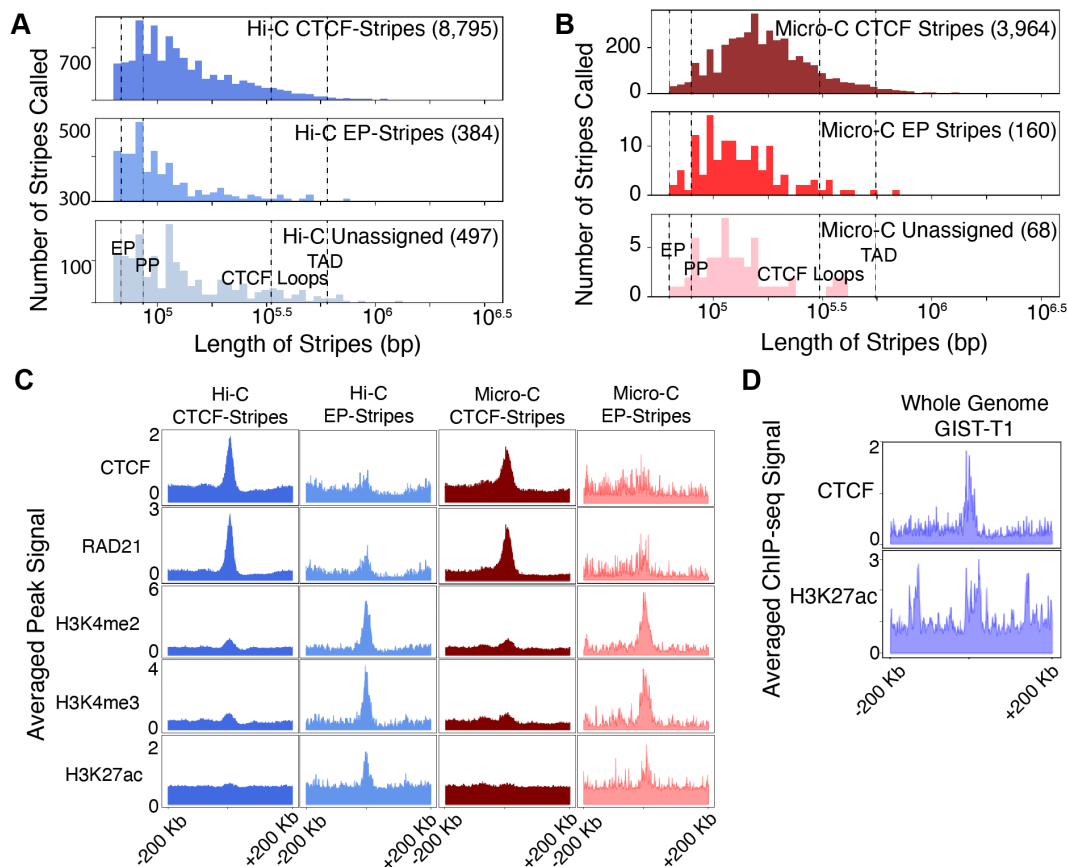 A
Number of Stripes Called
Hi-C CTCF-Stripes (8,795)
700
Hi-C EP-Stripes (384)
500
300
Hi-C Unassigned (497)
100
EP
PP
CTCF Loops
TAD
10^5
10^5.5
10^6
10^6.5
Length of Stripes (bp)
B
Number of Stripes Called
Micro-C CTCF Stripes (3,964)
200
0
Micro-C EP Stripes (160)
10
0
Micro-C Unassigned (68)
5
0
EP
PP
CTCF Loops
TAD
10^5
10^5.5
10^6
10^6.5
Length of Stripes (bp)
C
Hi-C
CTCF-Stripes
Hi-C
EP-Stripes
Micro-C
CTCF-Stripes
Micro-C
EP-Stripes
Averaged Peak Signal
CTCF
2
0
RAD21
3
0
H3K4me2
6
0
H3K4me3
4
0
H3K27ac
2
0
-200 Kb
+200 Kb
-200 Kb
+200 Kb
-200 Kb
+200 Kb
-200 Kb
+200 Kb
D
Whole Genome
GIST-T1
Averaged ChIP-seq Signal
CTCF
2
0
H3K27ac
3
0
-200 Kb
+200 Kb